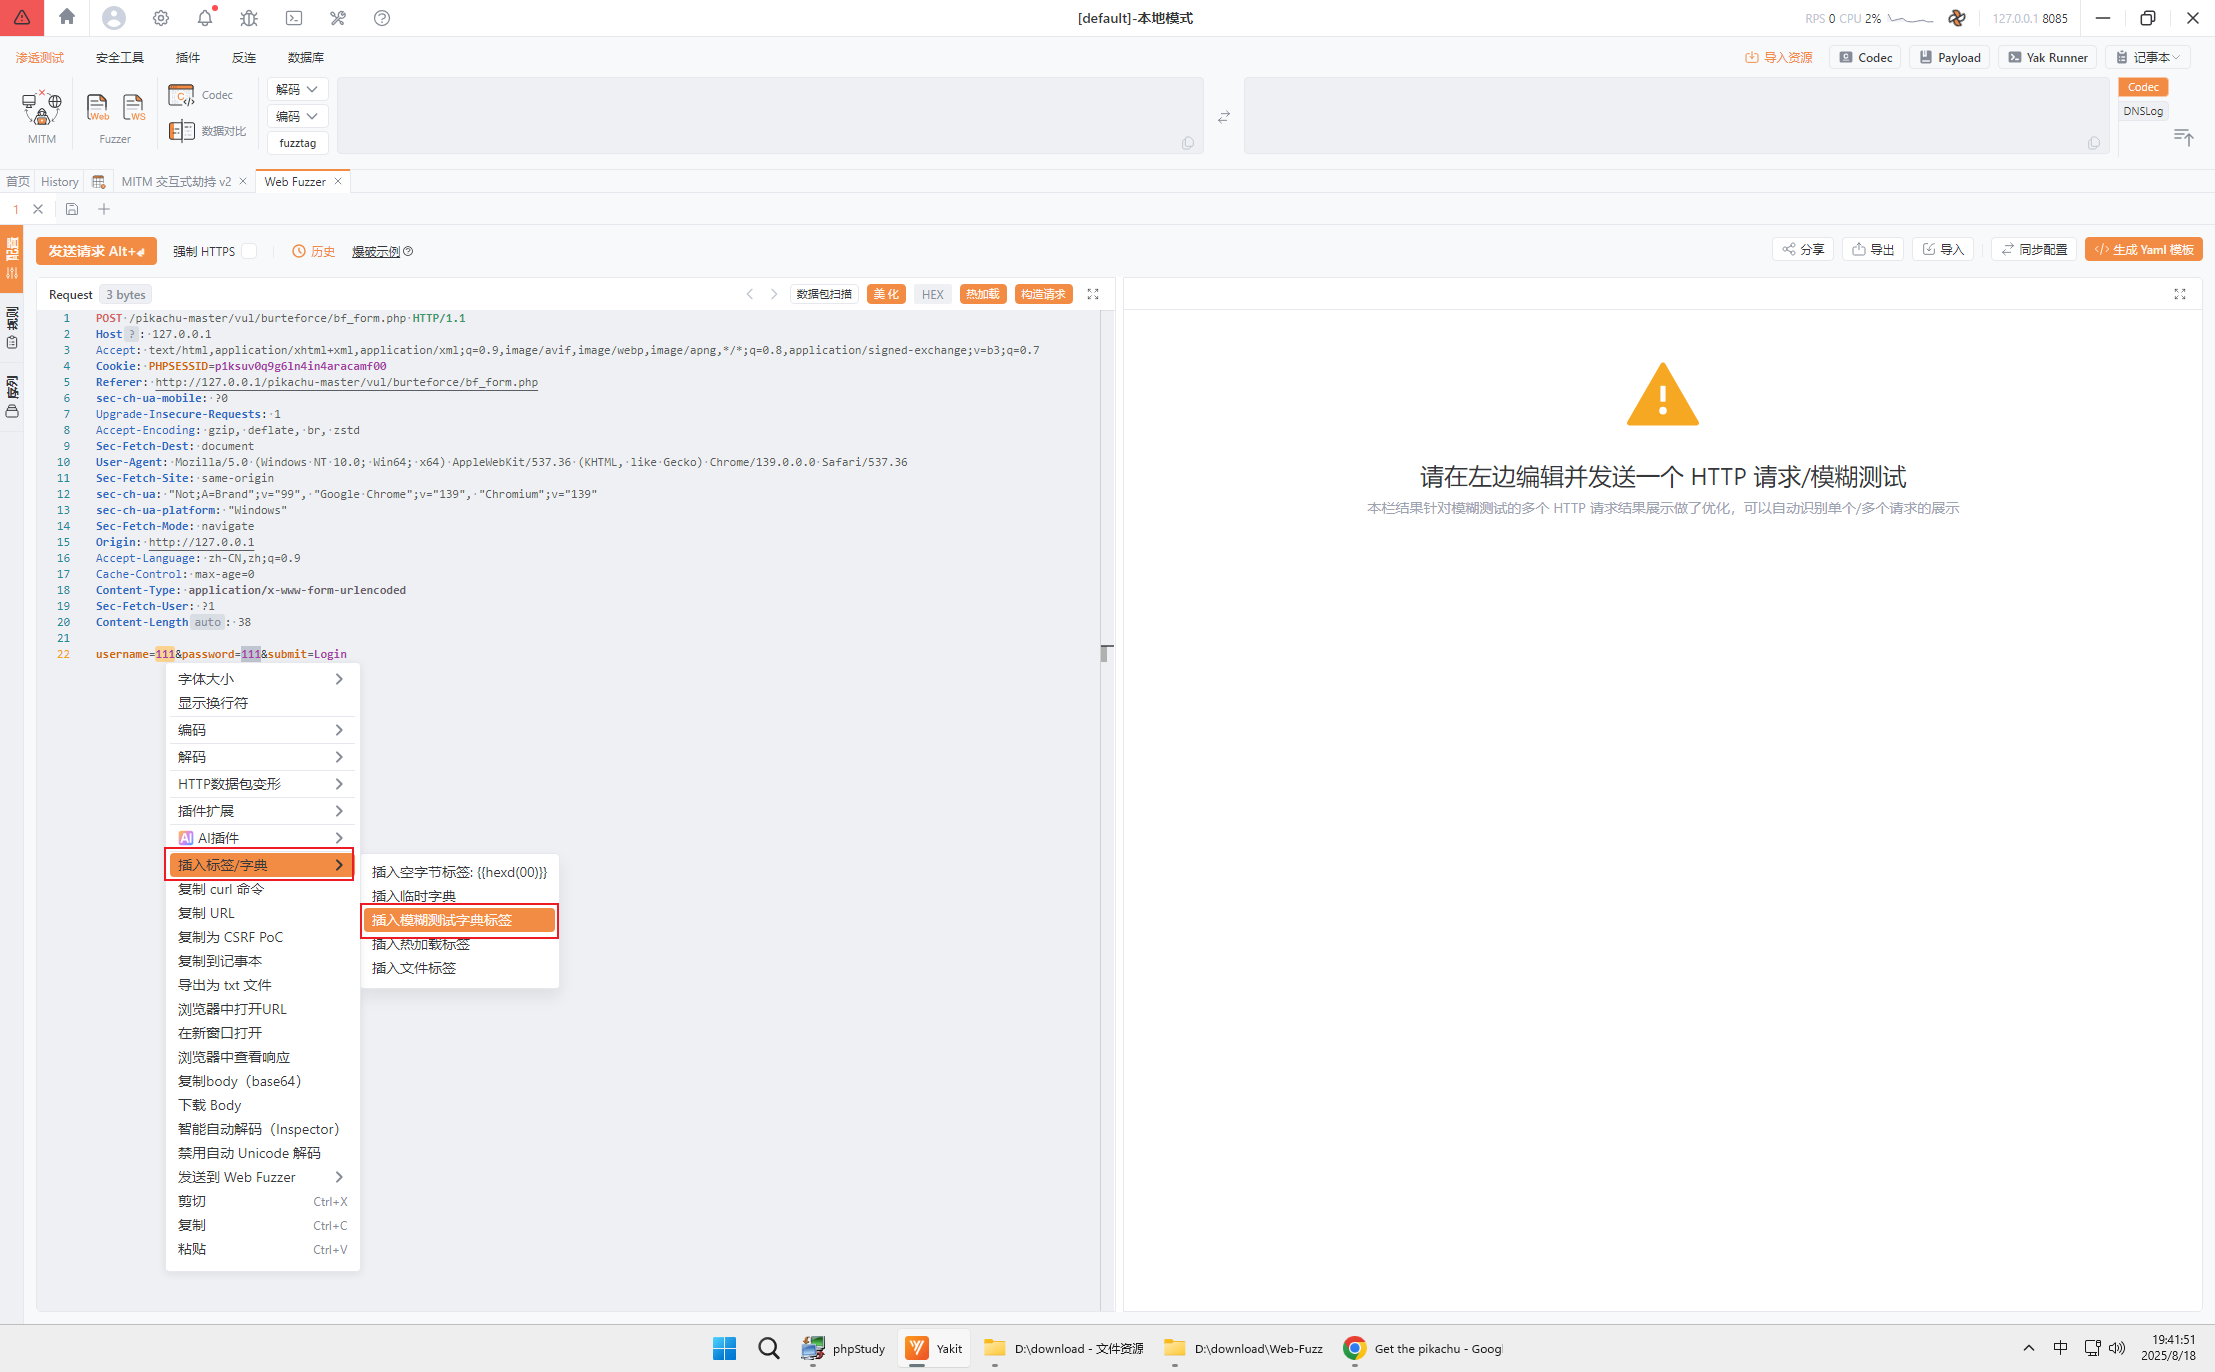 [default]-本地模式
RPS 0 CPU 2%
127.0.0.1 8085
渗透测试 安全工具 插件 反连 数据库
导入资源 Codec Payload Yak Runner 记事本
MITM
Web WS
Fuzzer
Codec
数据对比
解码
编码
fuzztag
Codec
DNSLog
首页 History MITM 交互式劫持 v2 × Web Fuzzer ×
1
配置
规则
序列
发送请求 Alt+ 强制 HTTPS 历史 爆破示例
分享 导出 导入 同步配置 </> 生成 Yaml 模板
Request 3 bytes 数据包扫描 美化 HEX 热加载 构造请求
1 POST /pikachu-master/vul/burteforce/bf_form.php HTTP/1.1
2 Host ? : 127.0.0.1
3 Accept: text/html,application/xhtml+xml,application/xml;q=0.9,image/avif,image/webp,image/apng,*/*;q=0.8,application/signed-exchange;v=b3;q=0.7
4 Cookie: PHPSESSID=p1ksuv0q9g6ln4in4aracamf00
5 Referer: http://127.0.0.1/pikachu-master/vul/burteforce/bf_form.php
6 sec-ch-ua-mobile: ?0
7 Upgrade-Insecure-Requests: 1
8 Accept-Encoding: gzip, deflate, br, zstd
9 Sec-Fetch-Dest: document
10 User-Agent: Mozilla/5.0 (Windows NT 10.0; Win64; x64) AppleWebKit/537.36 (KHTML, like Gecko) Chrome/139.0.0.0 Safari/537.36
11 Sec-Fetch-Site: same-origin
12 sec-ch-ua: "Not;A=Brand";v="99", "Google Chrome";v="139", "Chromium";v="139"
13 sec-ch-ua-platform: "Windows"
14 Sec-Fetch-Mode: navigate
15 Origin: http://127.0.0.1
16 Accept-Language: zh-CN,zh;q=0.9
17 Cache-Control: max-age=0
18 Content-Type: application/x-www-form-urlencoded
19 Sec-Fetch-User: ?1
20 Content-Length auto : 38
21
22 username=111&password=111&submit=Login
字体大小
显示换行符
编码
解码
HTTP数据包变形
插件扩展
AI AI插件
插入标签/字典
复制 curl 命令
复制 URL
复制为 CSRF PoC
复制到记事本
导出为 txt 文件
浏览器中打开URL
在新窗口打开
浏览器中查看响应
复制body（base64）
下载 Body
智能自动解码（Inspector）
禁用自动 Unicode 解码
发送到 Web Fuzzer
剪切 Ctrl+X
复制 Ctrl+C
粘贴 Ctrl+V
插入空字节标签: {{hexd(00)}}
插入临时字典
插入模糊测试字典标签
插入热加载标签
插入文件标签
请在左边编辑并发送一个 HTTP 请求/模糊测试
本栏结果针对模糊测试的多个 HTTP 请求结果展示做了优化，可以自动识别单个/多个请求的展示
phpStudy Yakit D:\download - 文件资源 D:\download\Web-Fuzz Get the pikachu - Googl
中
19:41:51
2025/8/18